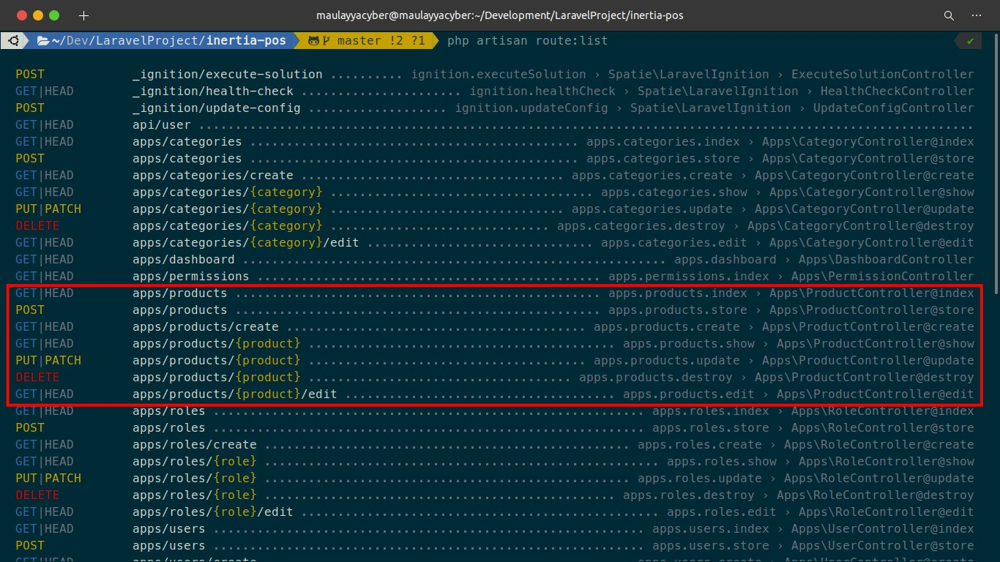 maulayyacyber@maulayyacyber:~/Development/LaravelProject/inertia-pos
~/Dev/LaravelProject/inertia-pos master !2 ?1 php artisan route:list ✔
POST _ignition/execute-solution .......... ignition.executeSolution › Spatie\LaravelIgnition › ExecuteSolutionController
GET|HEAD _ignition/health-check ...................... ignition.healthCheck › Spatie\LaravelIgnition › HealthCheckController
POST _ignition/update-config ................... ignition.updateConfig › Spatie\LaravelIgnition › UpdateConfigController
GET|HEAD api/user ..........................................................................................................
GET|HEAD apps/categories ............................................. apps.categories.index › Apps\CategoryController@index
POST apps/categories ............................................. apps.categories.store › Apps\CategoryController@store
GET|HEAD apps/categories/create .................................... apps.categories.create › Apps\CategoryController@create
GET|HEAD apps/categories/{category} .................................... apps.categories.show › Apps\CategoryController@show
PUT|PATCH apps/categories/{category} ................................ apps.categories.update › Apps\CategoryController@update
DELETE apps/categories/{category} .............................. apps.categories.destroy › Apps\CategoryController@destroy
GET|HEAD apps/categories/{category}/edit ............................... apps.categories.edit › Apps\CategoryController@edit
GET|HEAD apps/dashboard .......................................................... apps.dashboard › Apps\DashboardController
GET|HEAD apps/permissions ............................................... apps.permissions.index › Apps\PermissionController
GET|HEAD apps/products .................................................. apps.products.index › Apps\ProductController@index
POST apps/products .................................................. apps.products.store › Apps\ProductController@store
GET|HEAD apps/products/create ......................................... apps.products.create › Apps\ProductController@create
GET|HEAD apps/products/{product} .......................................... apps.products.show › Apps\ProductController@show
PUT|PATCH apps/products/{product} ...................................... apps.products.update › Apps\ProductController@update
DELETE apps/products/{product} .................................... apps.products.destroy › Apps\ProductController@destroy
GET|HEAD apps/products/{product}/edit ..................................... apps.products.edit › Apps\ProductController@edit
GET|HEAD apps/roles ........................................................... apps.roles.index › Apps\RoleController@index
POST apps/roles ........................................................... apps.roles.store › Apps\RoleController@store
GET|HEAD apps/roles/create .................................................. apps.roles.create › Apps\RoleController@create
GET|HEAD apps/roles/{role} ...................................................... apps.roles.show › Apps\RoleController@show
PUT|PATCH apps/roles/{role} .................................................. apps.roles.update › Apps\RoleController@update
DELETE apps/roles/{role} ................................................ apps.roles.destroy › Apps\RoleController@destroy
GET|HEAD apps/roles/{role}/edit ................................................. apps.roles.edit › Apps\RoleController@edit
GET|HEAD apps/users ........................................................... apps.users.index › Apps\UserController@index
POST apps/users ........................................................... apps.users.store › Apps\UserController@store
GET|HEAD apps/users/create .................................................. apps.users.create › Apps\UserController@create